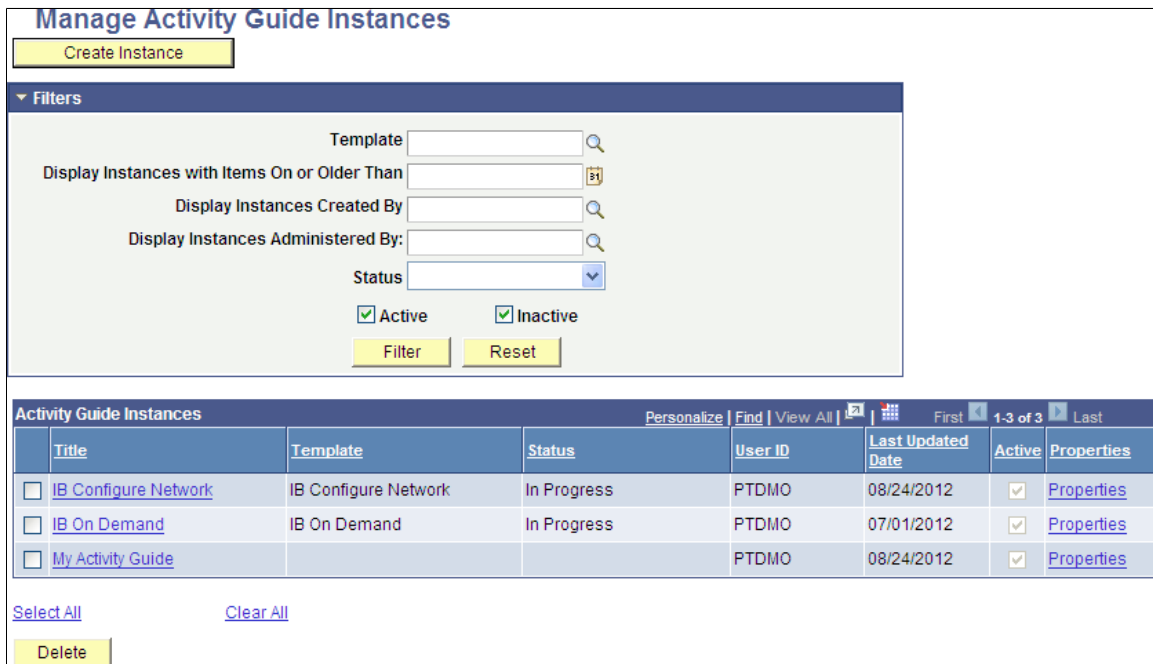 Manage Activity Guide Instances
Create Instance
Filters
Template
Display Instances with Items On or Older Than
31
Display Instances Created By
Display Instances Administered By:
Status
Active Inactive
Filter Reset
Activity Guide Instances Personalize | Find | View All | | First 1-3 of 3 Last
Title Template Status User ID Last Updated Date Active Properties
IB Configure Network IB Configure Network In Progress PTDMO 08/24/2012 Properties
IB On Demand IB On Demand In Progress PTDMO 07/01/2012 Properties
My Activity Guide PTDMO 08/24/2012 Properties
Select All Clear All
Delete